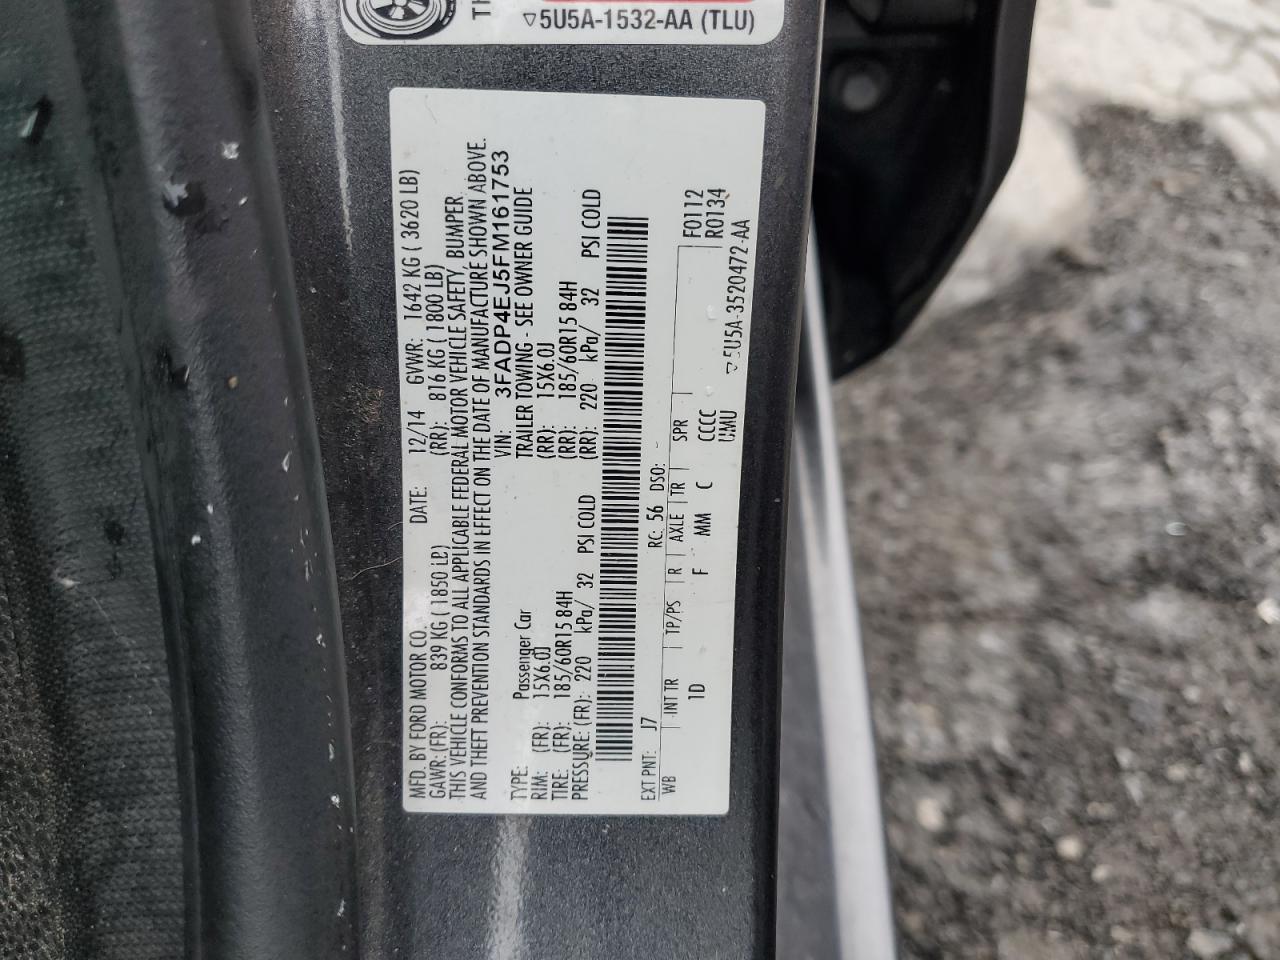 TH
▽5U5A-1532-AA (TLU)
MFD. BY FORD MOTOR CO. DATE: 12/14 GVWR: 1642 KG ( 3620 LB)
GAWR: (FR): 839 KG ( 1850 LB) (RR): 816 KG ( 1800 LB)
THIS VEHICLE CONFORMS TO ALL APPLICABLE FEDERAL MOTOR VEHICLE SAFETY, BUMPER
AND THEFT PREVENTION STANDARDS IN EFFECT ON THE DATE OF MANUFACTURE SHOWN ABOVE.
VIN: 3FADP4EJ5FM161753
TYPE: Passenger Car TRAILER TOWING - SEE OWNER GUIDE
RIM: (FR): 15X6.0J (RR): 15X6.0J
TIRE: (FR): 185/60R15 84H (RR): 185/60R15 84H
PRESSURE: (FR): 220 kPa/ 32 PSI COLD (RR): 220 kPa/ 32 PSI COLD
EXT PNT: J7 RC: 56 DSO: F0112
WB INT TR TP/PS R AXLE TR SPR R0134
1D F MM C CCCC
UMU ▽5U5A-3520472-AA